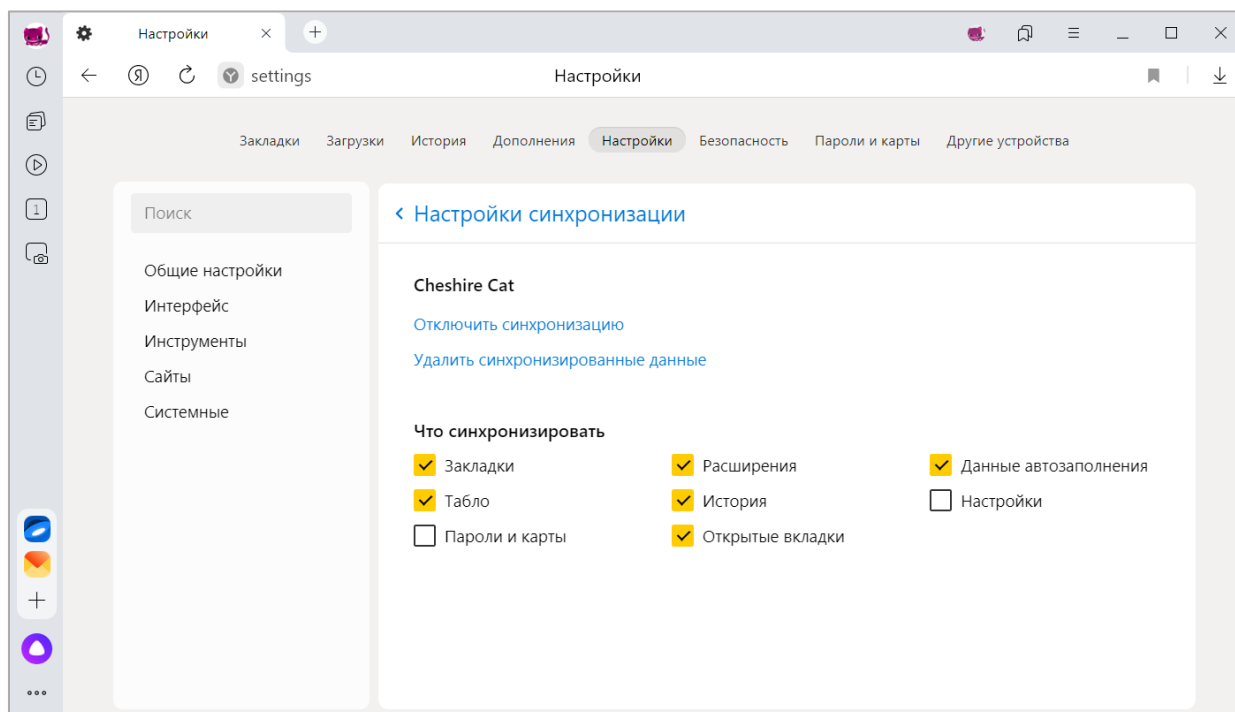 Настройки
settings
Настройки
Закладки Загрузки История Дополнения Настройки Безопасность Пароли и карты Другие устройства
1
Поиск
Общие настройки
Интерфейс
Инструменты
Сайты
Системные
Настройки синхронизации
Cheshire Cat
Отключить синхронизацию
Удалить синхронизированные данные
Что синхронизировать
Закладки Расширения Данные автозаполнения
Табло История Настройки
Пароли и карты Открытые вкладки